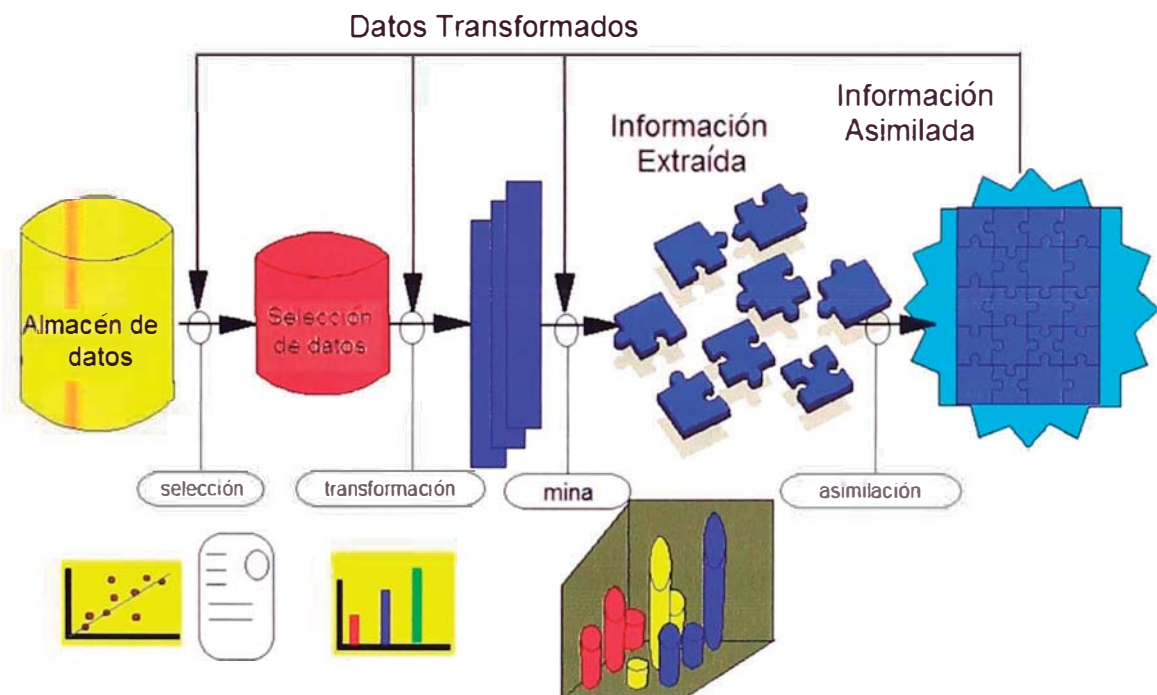 Datos Transformados
Información
Asimilada
Información
Extraída
Almacén de
datos
Selección
de datos
selección
transformación
mina
asimilación